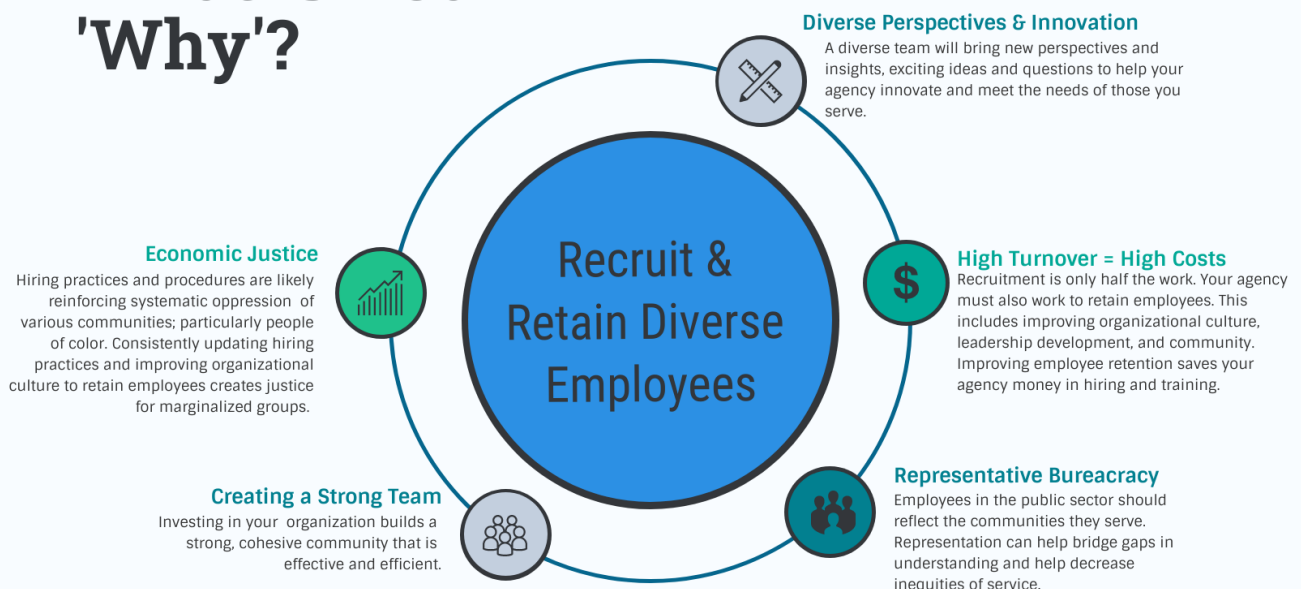 'Why'?
Diverse Perspectives & Innovation
A diverse team will bring new perspectives and
insights, exciting ideas and questions to help your
agency innovate and meet the needs of those you
serve.
Economic Justice
Hiring practices and procedures are likely
reinforcing systematic oppression of
various communities; particularly people
of color. Consistently updating hiring
practices and improving organizational
culture to retain employees creates justice
for marginalized groups.
Recruit &
Retain Diverse
Employees
$
High Turnover = High Costs
Recruitment is only half the work. Your agency
must also work to retain employees. This
includes improving organizational culture,
leadership development, and community.
Improving employee retention saves your
agency money in hiring and training.
Creating a Strong Team
Investing in your organization builds a
strong, cohesive community that is
effective and efficient.
Representative Bureacracy
Employees in the public sector should
reflect the communities they serve.
Representation can help bridge gaps in
understanding and help decrease
inequities of service.